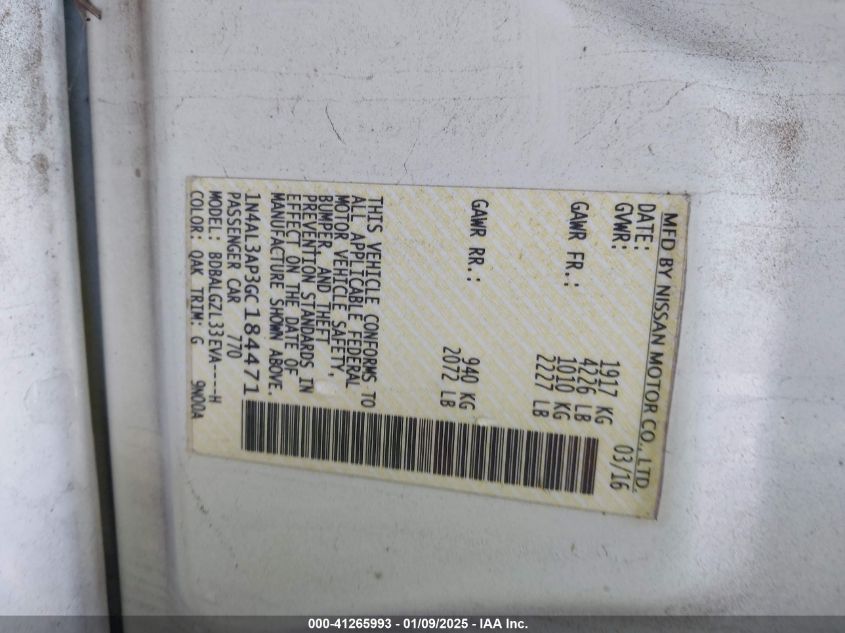 MFD BY NISSAN MOTOR CO., LTD.
DATE: 03/16
GVWR: 1917 KG
4226 LB
GAWR FR.: 1010 KG
2227 LB
GAWR RR.: 940 KG
2072 LB
THIS VEHICLE CONFORMS TO
ALL APPLICABLE FEDERAL
MOTOR VEHICLE SAFETY,
BUMPER, AND THEFT
PREVENTION STANDARDS IN
EFFECT ON THE DATE OF
MANUFACTURE SHOWN ABOVE.
1N4AL3AP3GC184471
PASSENGER CAR 770
MODEL: BDBALGZL33EVA----H
COLOR: QAK TRIM: G 9N00A
000-41265993 - 01/09/2025 - IAA Inc.